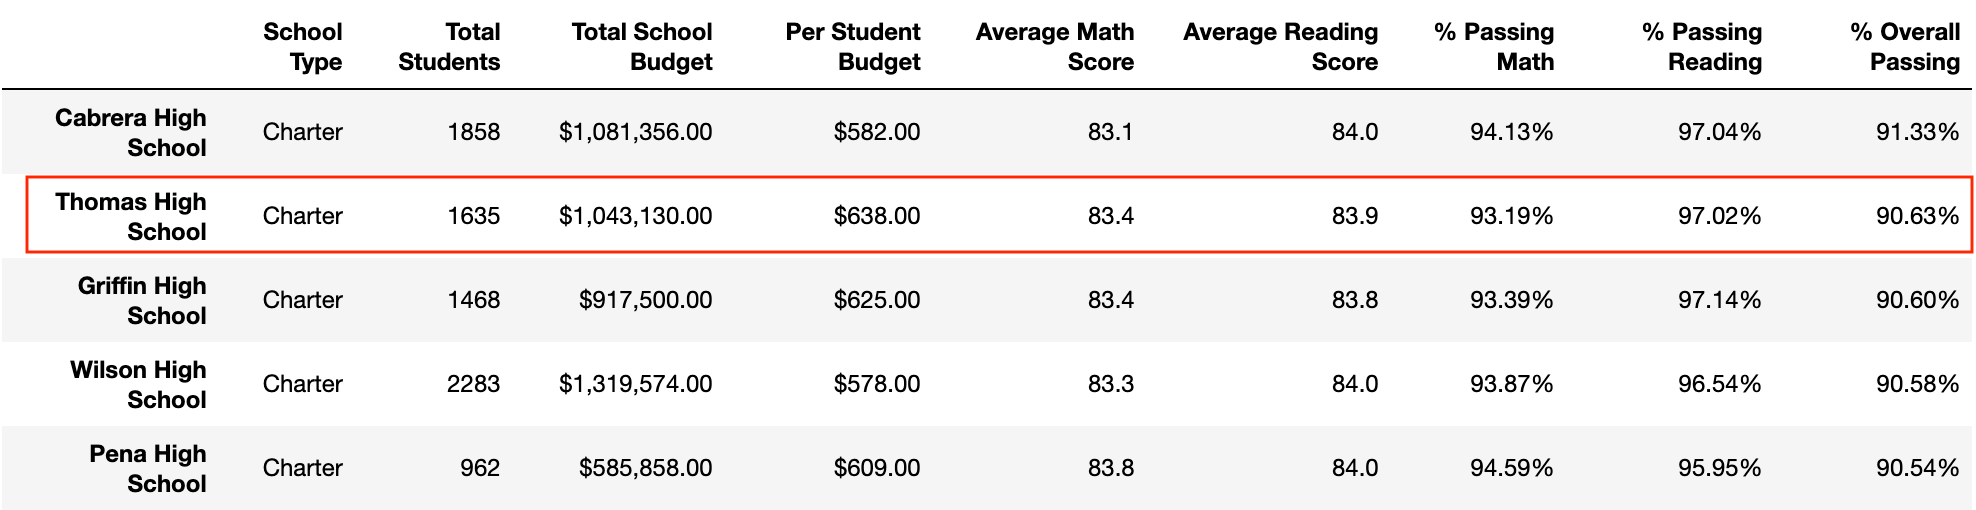 School Type Total Students Total School Budget Per Student Budget Average Math Score Average Reading Score % Passing Math % Passing Reading % Overall Passing
Cabrera High School Charter 1858 $1,081,356.00 $582.00 83.1 84.0 94.13% 97.04% 91.33%
Thomas High School Charter 1635 $1,043,130.00 $638.00 83.4 83.9 93.19% 97.02% 90.63%
Griffin High School Charter 1468 $917,500.00 $625.00 83.4 83.8 93.39% 97.14% 90.60%
Wilson High School Charter 2283 $1,319,574.00 $578.00 83.3 84.0 93.87% 96.54% 90.58%
Pena High School Charter 962 $585,858.00 $609.00 83.8 84.0 94.59% 95.95% 90.54%